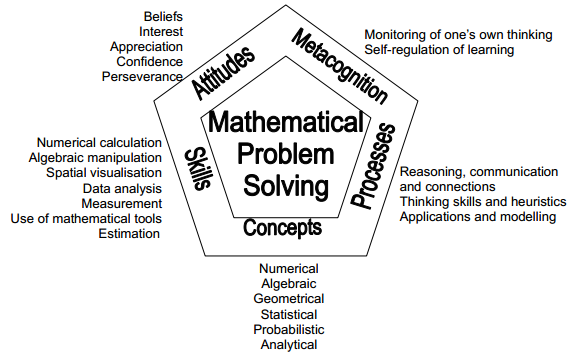 Beliefs
Interest
Appreciation
Confidence
Perseverance
Attitudes
Metacognition
Monitoring of one's own thinking
Self-regulation of learning
Mathematical
Problem
Solving
Numerical calculation
Algebraic manipulation
Spatial visualisation
Data analysis
Measurement
Use of mathematical tools
Estimation
Skills
Processes
Reasoning, communication
and connections
Thinking skills and heuristics
Applications and modelling
Concepts
Numerical
Algebraic
Geometrical
Statistical
Probabilistic
Analytical